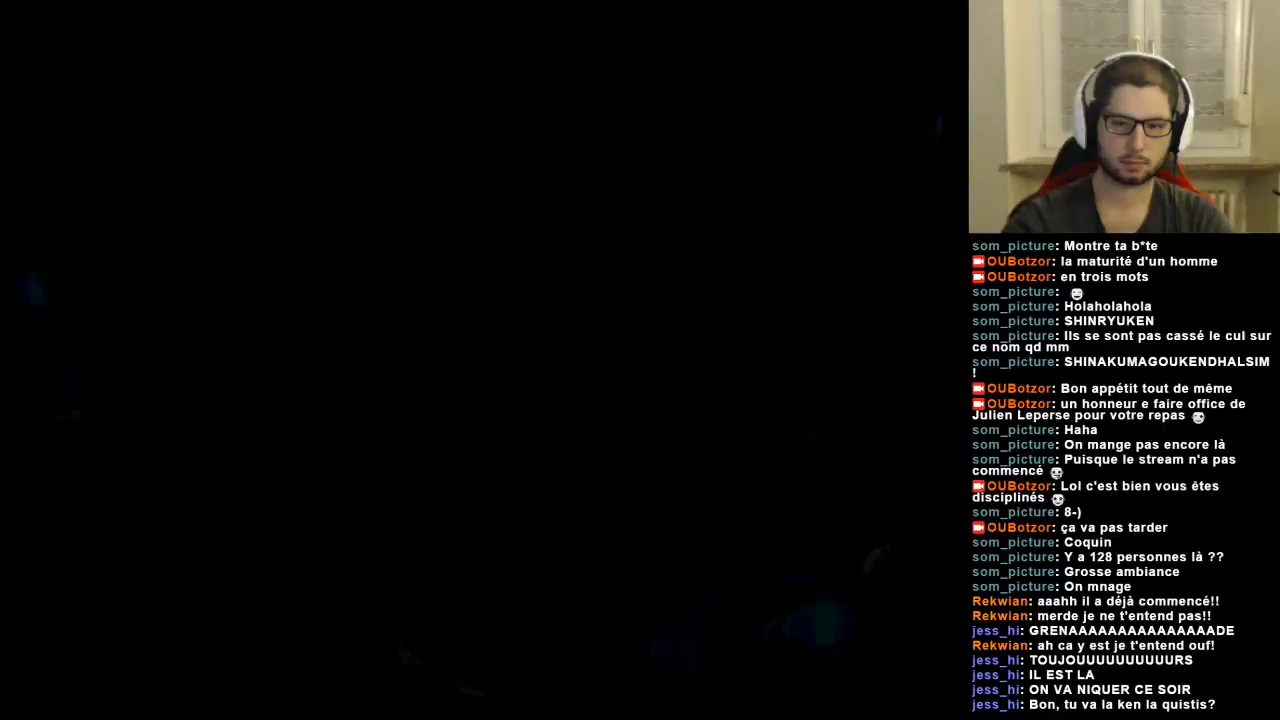 som_picture: Montre ta b*te
OUBotzor: la maturité d'un homme
OUBotzor: en trois mots
som_picture:
som_picture: Holaholahola
som_picture: SHINRYUKEN
som_picture: Ils se sont pas cassé le cul sur
ce nom qd mm
som_picture: SHINAKUMAGOUKENDHALSIM
!
OUBotzor: Bon appétit tout de même
OUBotzor: un honneur e faire office de
Julien Leperse pour votre repas
som_picture: Haha
som_picture: On mange pas encore là
som_picture: Puisque le stream n'a pas
commencé
OUBotzor: Lol c'est bien vous êtes
disciplinés
som_picture: 8-)
OUBotzor: ça va pas tarder
som_picture: Coquin
som_picture: Y a 128 personnes là ??
som_picture: Grosse ambiance
som_picture: On mnage
Rekwian: aaahh il a déjà commencé!!
Rekwian: merde je ne t'entend pas!!
jess_hi: GRENAAAAAAAAAAAAAAADE
Rekwian: ah ca y est je t'entend ouf!
jess_hi: TOUJOUUUUUUUUUURS
jess_hi: IL EST LA
jess_hi: ON VA NIQUER CE SOIR
jess_hi: Bon, tu va la ken la quistis?